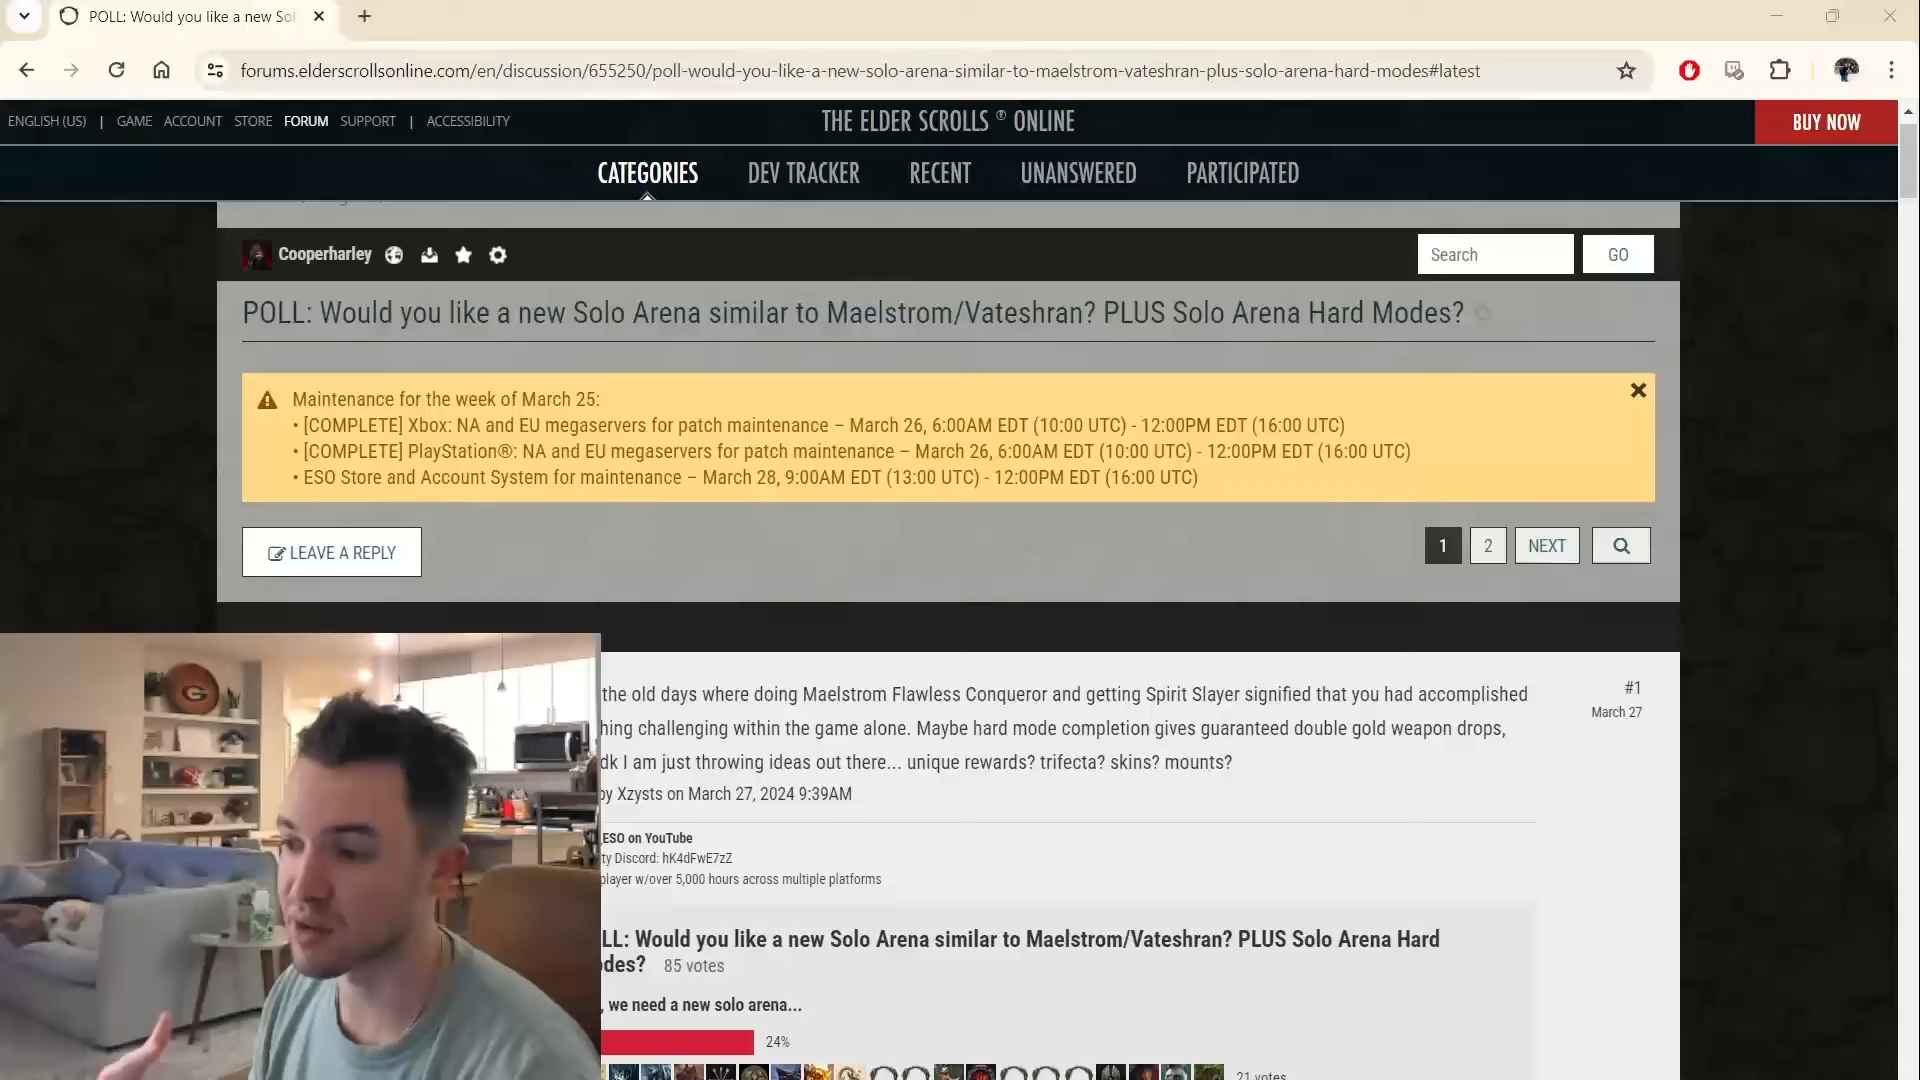 POLL: Would you like a new Sol
forums.elderscrollsonline.com/en/discussion/655250/poll-would-you-like-a-new-solo-arena-similar-to-maelstrom-vateshran-plus-solo-arena-hard-modes#latest
ENGLISH (US) | GAME ACCOUNT STORE FORUM SUPPORT | ACCESSIBILITY
THE ELDER SCROLLS ® ONLINE
BUY NOW
CATEGORIES DEV TRACKER RECENT UNANSWERED PARTICIPATED
Cooperharley
Search
GO
POLL: Would you like a new Solo Arena similar to Maelstrom/Vateshran? PLUS Solo Arena Hard Modes?
Maintenance for the week of March 25:
• [COMPLETE] Xbox: NA and EU megaservers for patch maintenance – March 26, 6:00AM EDT (10:00 UTC) - 12:00PM EDT (16:00 UTC)
• [COMPLETE] PlayStation®: NA and EU megaservers for patch maintenance – March 26, 6:00AM EDT (10:00 UTC) - 12:00PM EDT (16:00 UTC)
• ESO Store and Account System for maintenance – March 28, 9:00AM EDT (13:00 UTC) - 12:00PM EDT (16:00 UTC)
LEAVE A REPLY
1 2 NEXT
#1
March 27
the old days where doing Maelstrom Flawless Conqueror and getting Spirit Slayer signified that you had accomplished
hing challenging within the game alone. Maybe hard mode completion gives guaranteed double gold weapon drops,
dk I am just throwing ideas out there... unique rewards? trifecta? skins? mounts?
by Xzysts on March 27, 2024 9:39AM
ESO on YouTube
ty Discord: hK4dFwE7zZ
player w/over 5,000 hours across multiple platforms
LL: Would you like a new Solo Arena similar to Maelstrom/Vateshran? PLUS Solo Arena Hard
odes? 85 votes
, we need a new solo arena...
24%
21 votes
G